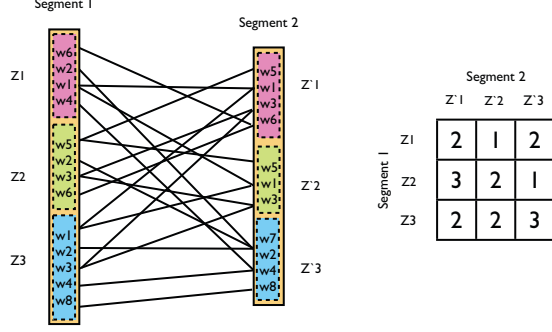 Segment 1
Segment 2
Z1
w6
w2
w1
w4
Z2
w5
w2
w3
w6
Z3
w1
w2
w3
w4
w8
w5
w1
w3
w6
Z`1
w5
w1
w3
Z`2
w7
w2
w4
w8
Z`3
Segment 2
Z`1 Z`2 Z`3
Segment 1
Z1 2 1 2
Z2 3 2 1
Z3 2 2 3